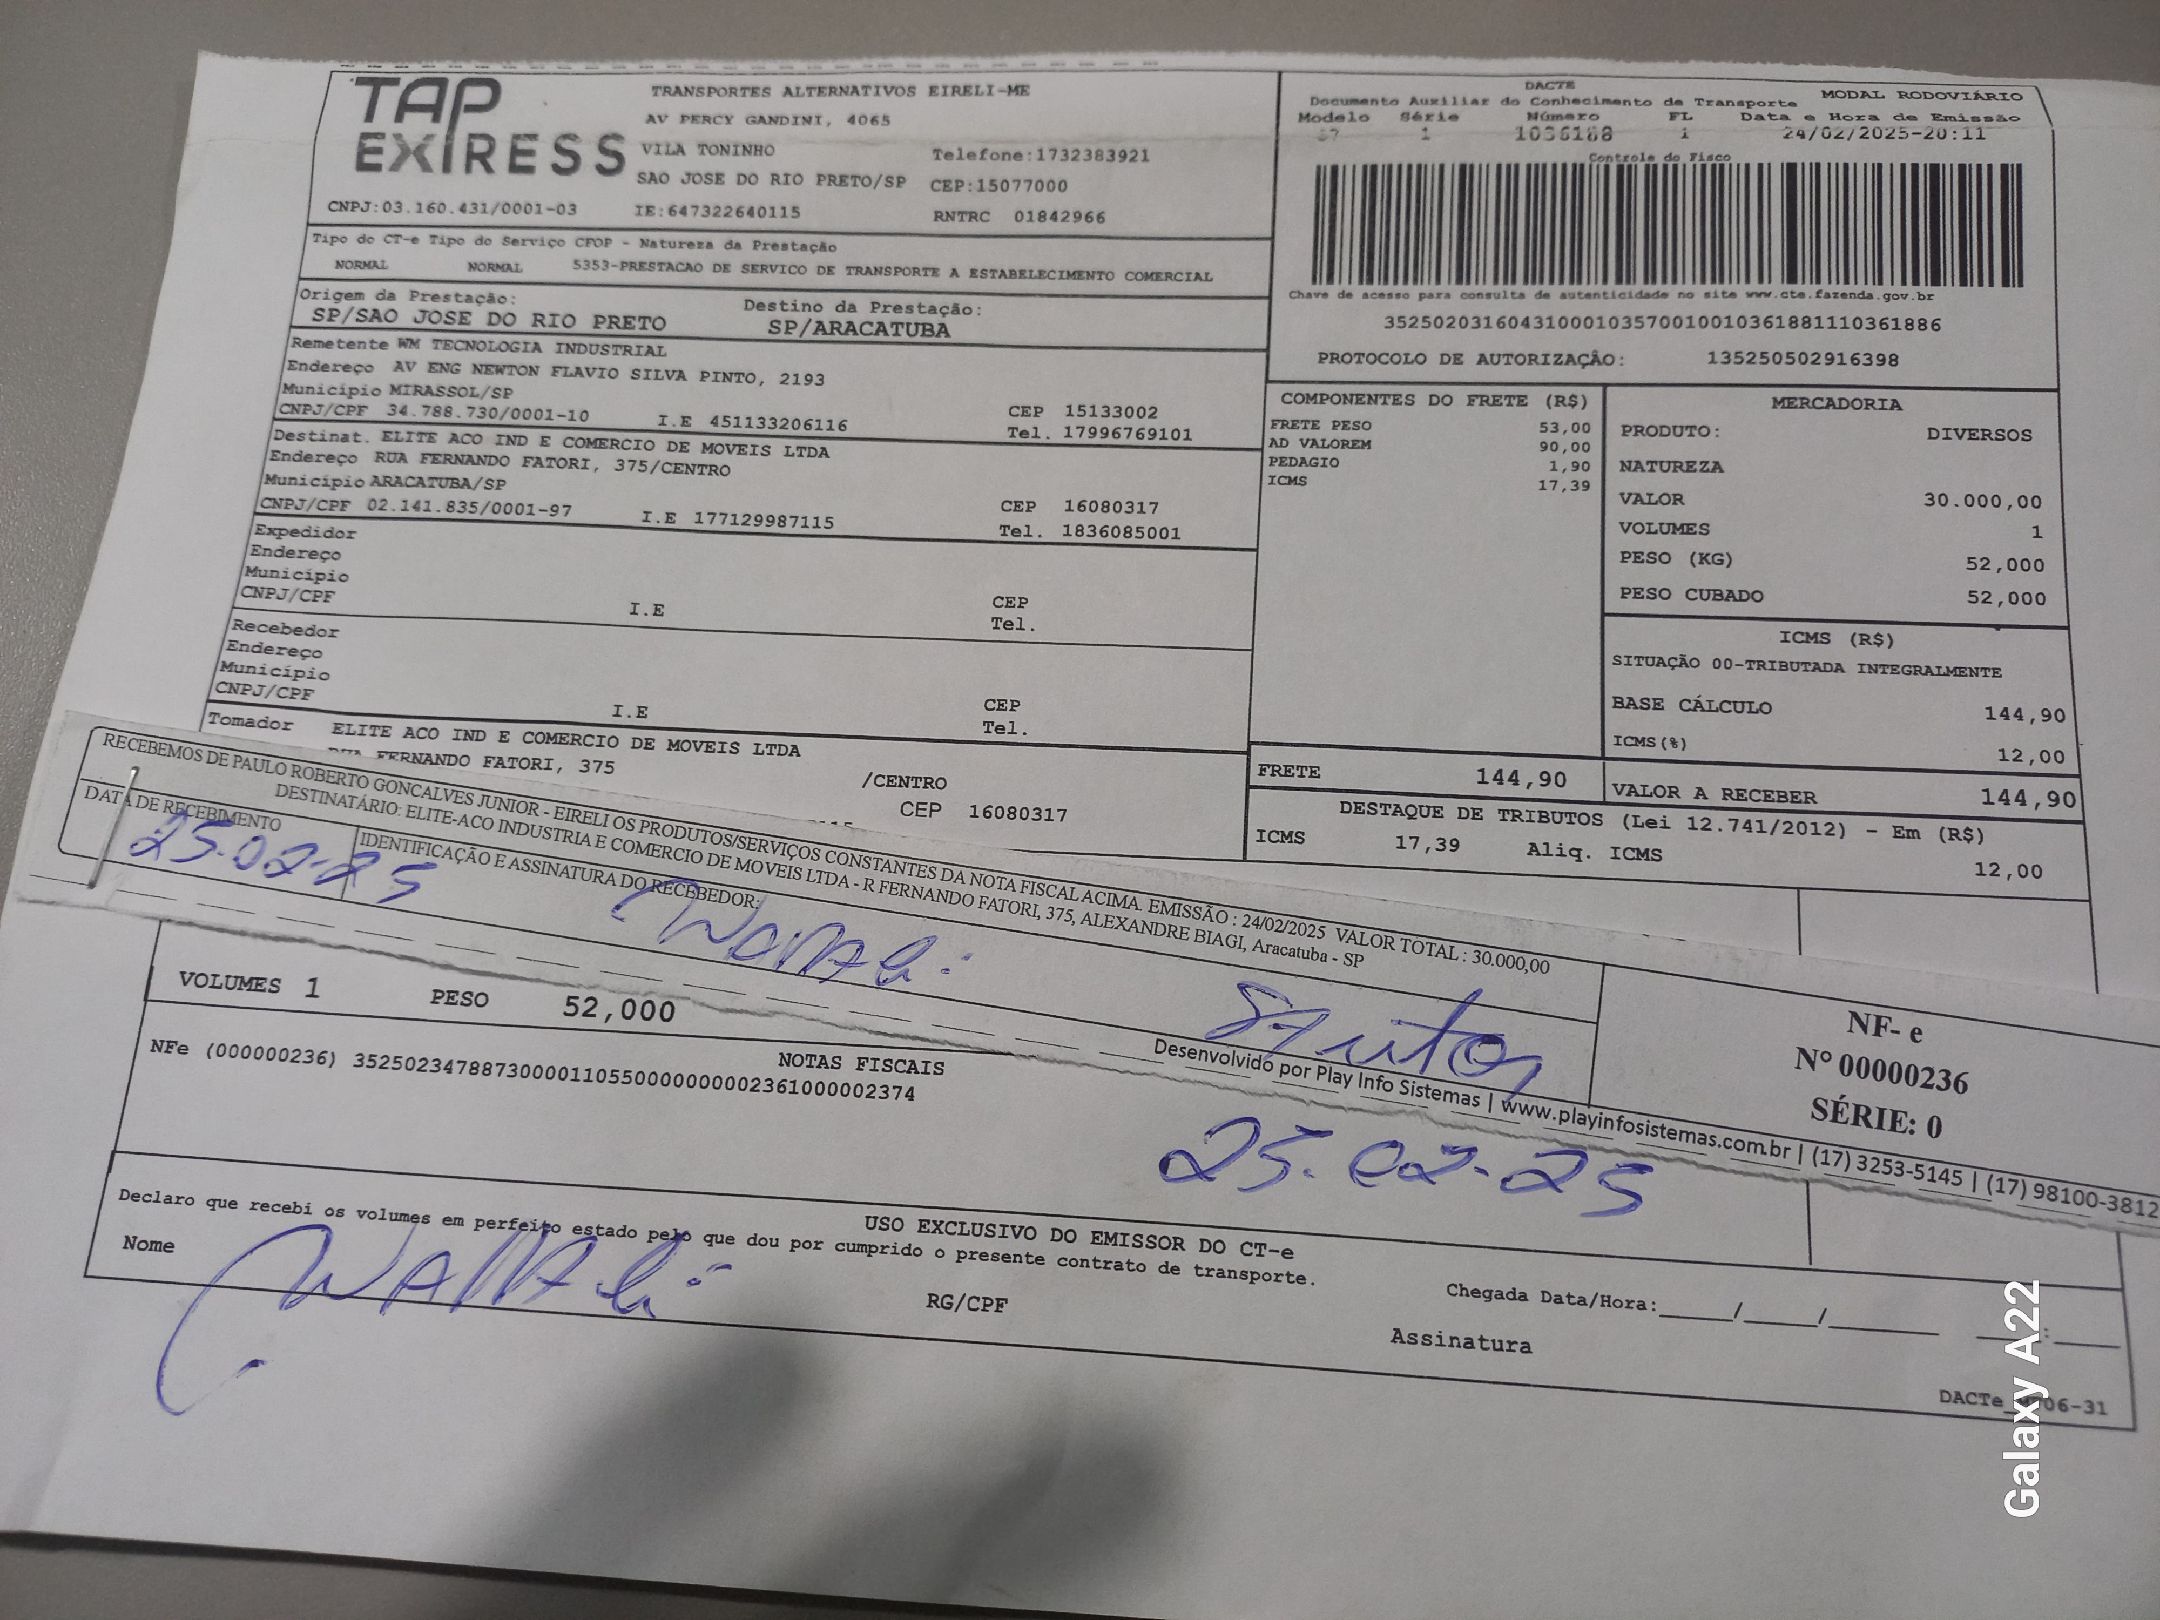 TAP EXPRESS
TRANSPORTES ALTERNATIVOS EIRELI-ME
AV PERCY GANDINI, 4065
VILA TONINHO Telefone:1732383921
SAO JOSE DO RIO PRETO/SP CEP:15077000
CNPJ:03.160.431/0001-03 IE:647322640115 RNTRC 01842966
Tipo do CT-e Tipo do Serviço CFOP - Natureza da Prestação
NORMAL NORMAL 5353-PRESTACAO DE SERVICO DE TRANSPORTE A ESTABELECIMENTO COMERCIAL
Origem da Prestação: Destino da Prestação:
SP/SAO JOSE DO RIO PRETO SP/ARACATUBA
Remetente WM TECNOLOGIA INDUSTRIAL
Endereço AV ENG NEWTON FLAVIO SILVA PINTO, 2193
Município MIRASSOL/SP CEP 15133002
CNPJ/CPF 34.788.730/0001-10 I.E 451133206116 Tel. 17996769101
Destinat. ELITE ACO IND E COMERCIO DE MOVEIS LTDA
Endereço RUA FERNANDO FATORI, 375/CENTRO
Município ARACATUBA/SP CEP 16080317
CNPJ/CPF 02.141.835/0001-97 I.E 177129987115 Tel. 1836085001
Expedidor
Endereço
Município CEP
CNPJ/CPF I.E Tel.
Recebedor
Endereço
Município CEP
CNPJ/CPF I.E Tel.
Tomador ELITE ACO IND E COMERCIO DE MOVEIS LTDA
RUA FERNANDO FATORI, 375 /CENTRO
CEP 16080317
DACTE MODAL RODOVIÁRIO
Documento Auxiliar do Conhecimento de Transporte
Modelo Série Número FL Data e Hora de Emissão
57 1 1036188 1 24/02/2025-20:11
Controle do Fisco
Chave de acesso para consulta de autenticidade no site www.cte.fazenda.gov.br
35250203160431000103570010010361881110361886
PROTOCOLO DE AUTORIZAÇÃO: 135250502916398
COMPONENTES DO FRETE (R$)
FRETE PESO 53,00
AD VALOREM 90,00
PEDAGIO 1,90
ICMS 17,39
MERCADORIA
PRODUTO: DIVERSOS
NATUREZA
VALOR 30.000,00
VOLUMES 1
PESO (KG) 52,000
PESO CUBADO 52,000
ICMS (R$)
SITUAÇÃO 00-TRIBUTADA INTEGRALMENTE
BASE CÁLCULO 144,90
ICMS(%) 12,00
FRETE 144,90 VALOR A RECEBER 144,90
DESTAQUE DE TRIBUTOS (Lei 12.741/2012) - Em (R$)
ICMS 17,39 Aliq. ICMS 12,00
RECEBEMOS DE PAULO ROBERTO GONCALVES JUNIOR - EIRELI OS PRODUTOS/SERVIÇOS CONSTANTES DA NOTA FISCAL ACIMA. EMISSÃO : 24/02/2025 VALOR TOTAL : 30.000,00
DESTINATÁRIO: ELITE-ACO INDUSTRIA E COMERCIO DE MOVEIS LTDA - R FERNANDO FATORI, 375, ALEXANDRE BIAGI, Aracatuba - SP
DATA DE RECEBIMENTO IDENTIFICAÇÃO E ASSINATURA DO RECEBEDOR:
25-02-25
NF- e
Nº 00000236
SÉRIE: 0
Desenvolvido por Play Info Sistemas | www.playinfosistemas.com.br | (17) 3253-5145 | (17) 98100-3812
VOLUMES 1 PESO 52,000
NOTAS FISCAIS
NFe (000000236) 35250234788730000110550000000002361000002374
25.02-25
USO EXCLUSIVO DO EMISSOR DO CT-e
Declaro que recebi os volumes em perfeito estado pelo que dou por cumprido o presente contrato de transporte.
Nome RG/CPF Chegada Data/Hora:_____/_____/_______ ____:____
Assinatura
Galaxy A22